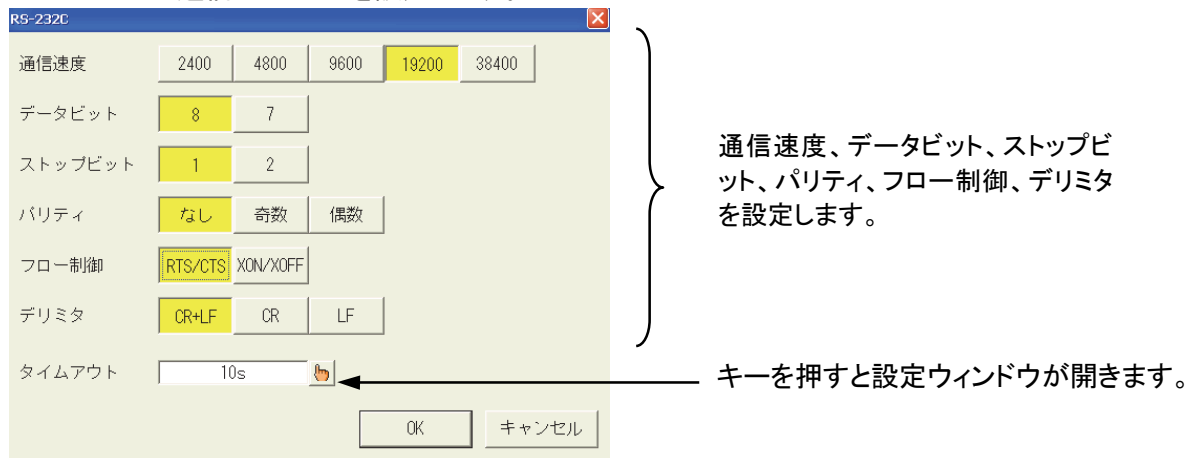 RS-232C
通信速度 2400 4800 9600 19200 38400
データビット 8 7
ストップビット 1 2
パリティ なし 奇数 偶数
フロー制御 RTS/CTS XON/XOFF
デリミタ CR+LF CR LF
タイムアウト 10s
OK キャンセル
通信速度、データビット、ストップビ
ット、パリティ、フロー制御、デリミタ
を設定します。
キーを押すと設定ウィンドウが開きます。